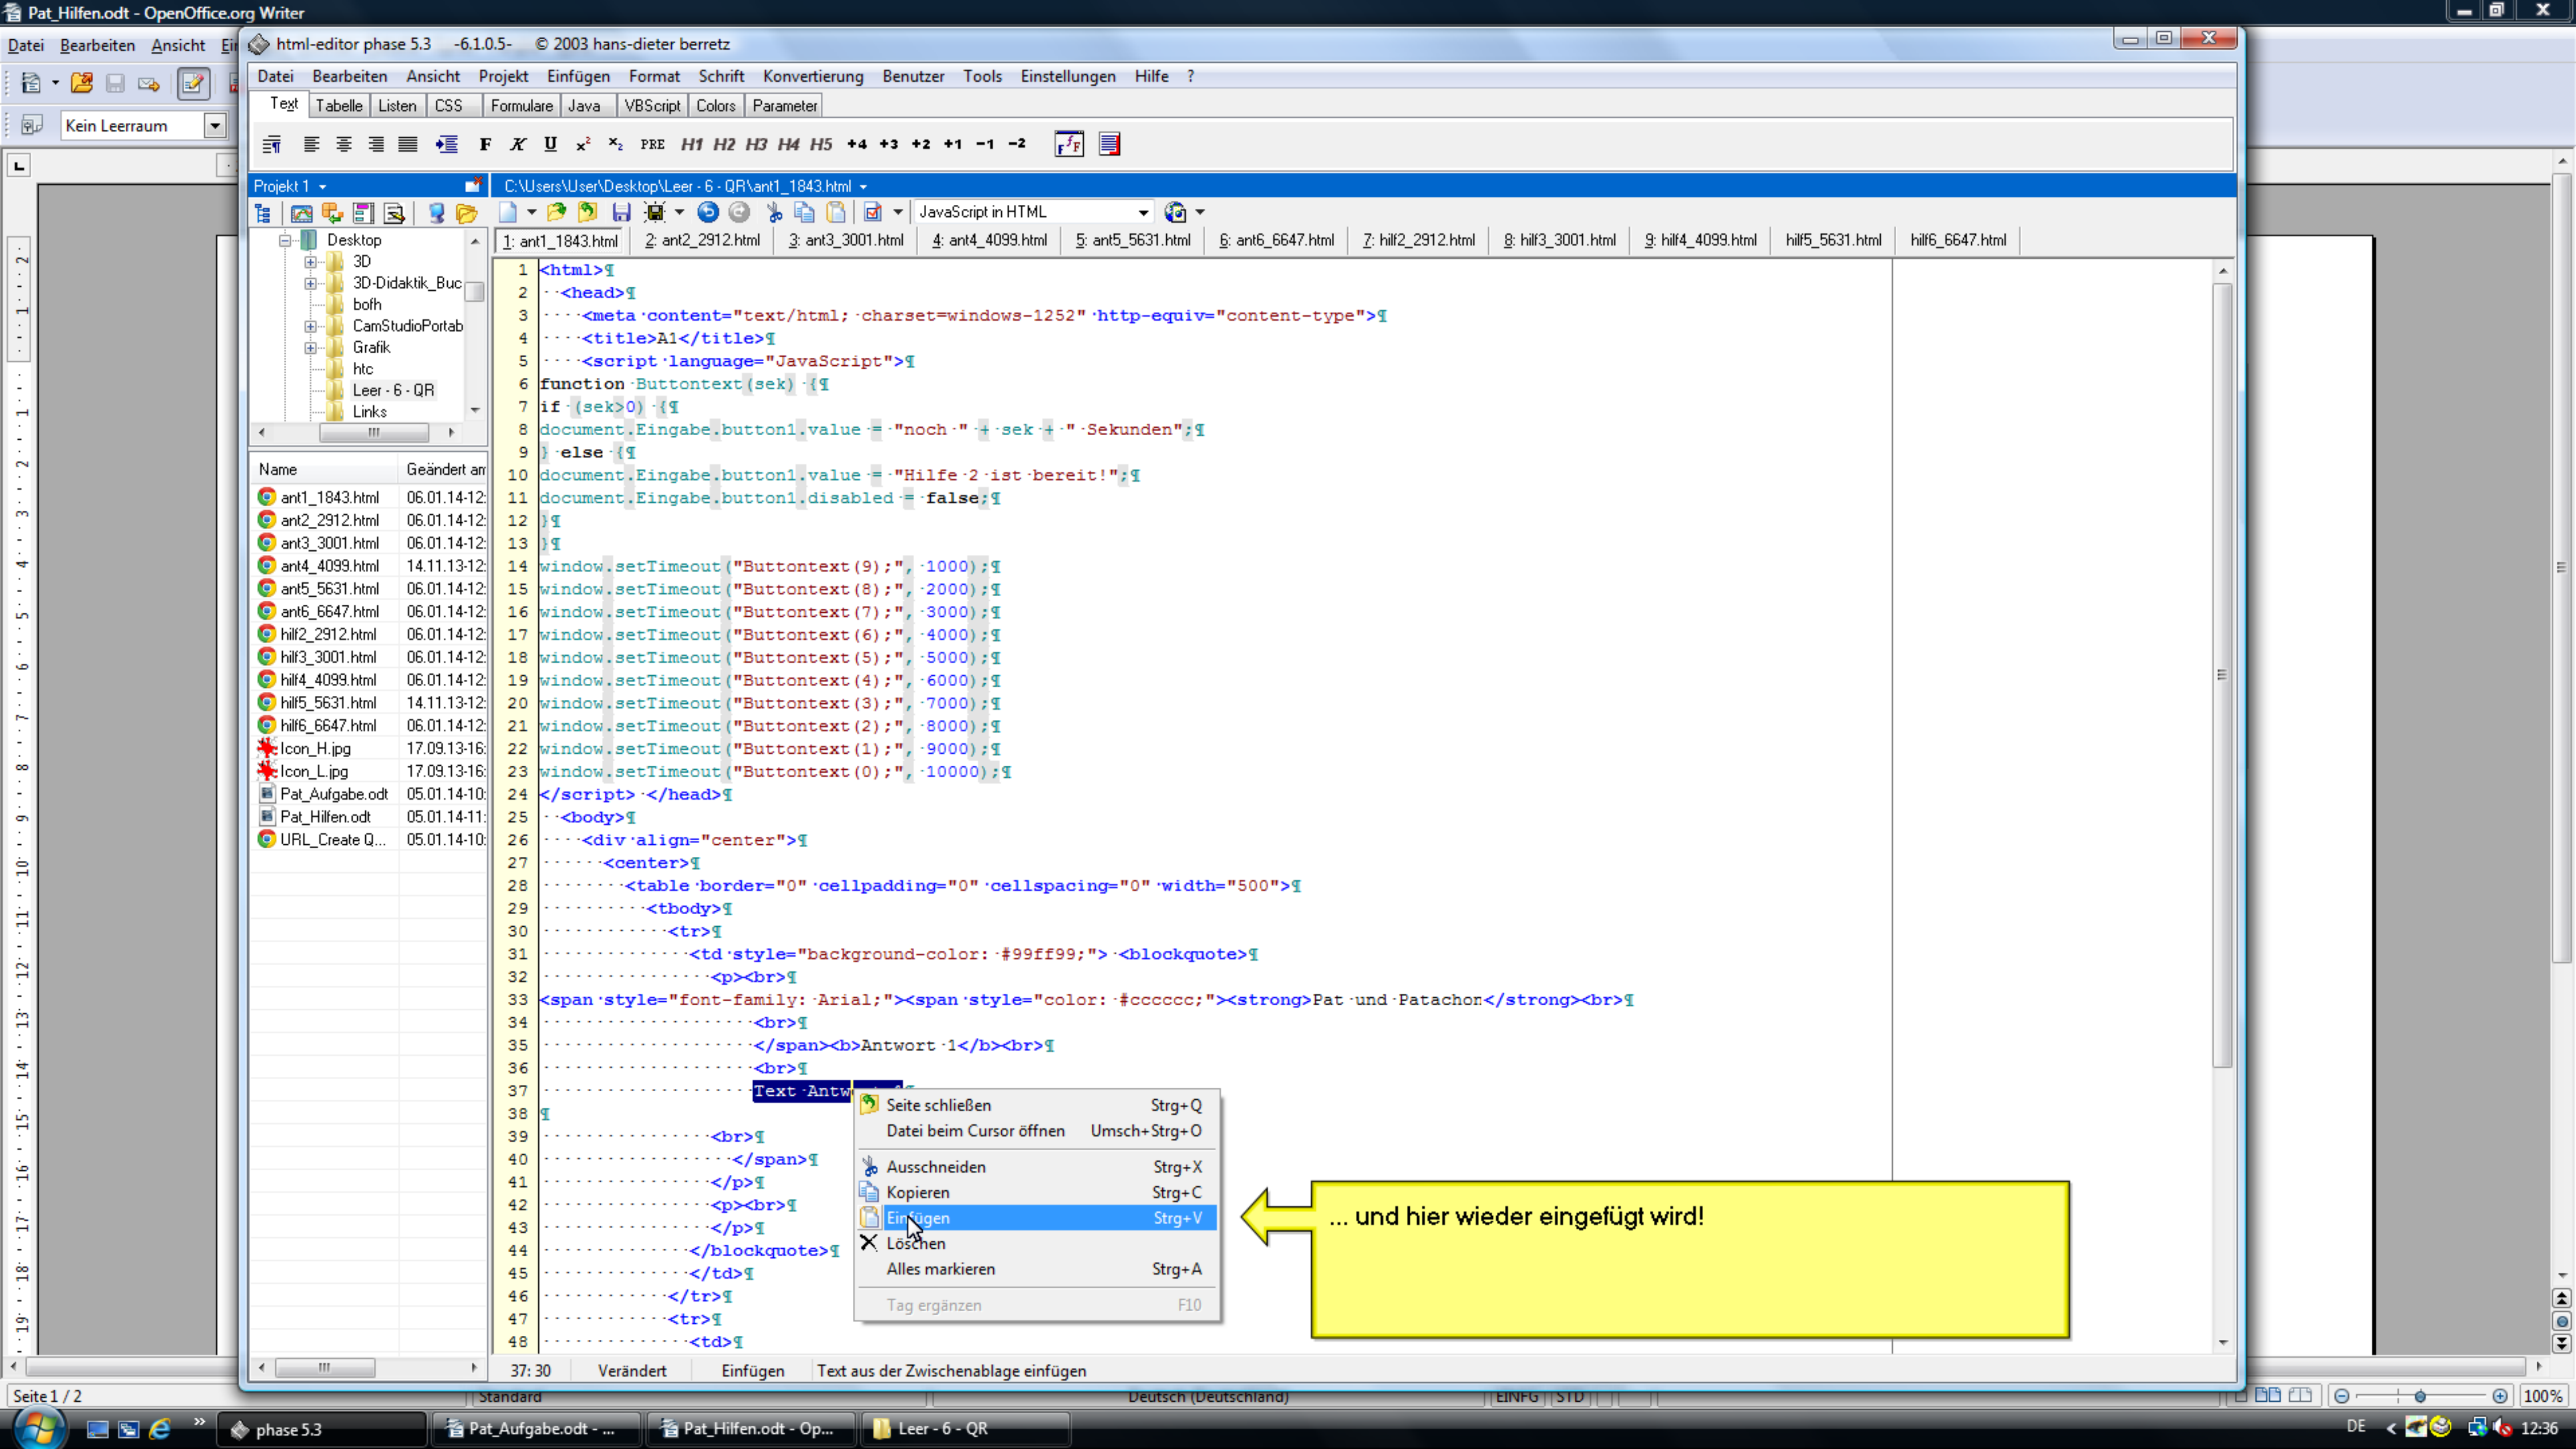 Pat_Hilfen.odt - OpenOffice.org Writer
Datei Bearbeiten Ansicht
html-editor phase 5.3 -6.1.0.5- © 2003 hans-dieter berretz
Datei Bearbeiten Ansicht Projekt Einfügen Format Schrift Konvertierung Benutzer Tools Einstellungen Hilfe ?
Text Tabelle Listen CSS Formulare Java VBScript Colors Parameter
Kein Leerraum
F K U x² x₂ PRE H1 H2 H3 H4 H5 +4 +3 +2 +1 -1 -2
Projekt 1
C:\Users\User\Desktop\Leer - 6 - QR\ant1_1843.html
JavaScript in HTML
1: ant1_1843.html 2: ant2_2912.html 3: ant3_3001.html 4: ant4_4099.html 5: ant5_5631.html 6: ant6_6647.html 7: hilf2_2912.html 8: hilf3_3001.html 9: hilf4_4099.html hilf5_5631.html hilf6_6647.html
Desktop
3D
3D-Didaktik_Buc
bofh
CamStudioPortab
Grafik
htc
Leer - 6 - QR
Links
Name Geändert am
ant1_1843.html 06.01.14-12:
ant2_2912.html 06.01.14-12:
ant3_3001.html 06.01.14-12:
ant4_4099.html 14.11.13-12:
ant5_5631.html 06.01.14-12:
ant6_6647.html 06.01.14-12:
hilf2_2912.html 06.01.14-12:
hilf3_3001.html 06.01.14-12:
hilf4_4099.html 06.01.14-12:
hilf5_5631.html 14.11.13-12:
hilf6_6647.html 06.01.14-12:
Icon_H.jpg 17.09.13-16:
Icon_L.jpg 17.09.13-16:
Pat_Aufgabe.odt 05.01.14-10:
Pat_Hilfen.odt 05.01.14-11:
URL_Create Q... 05.01.14-10:
1 <html>¶
2 ··<head>¶
3 ····<meta·content="text/html;·charset=windows-1252"·http-equiv="content-type">¶
4 ····<title>A1</title>¶
5 ····<script·language="JavaScript">¶
6 function·Buttontext(sek)·{¶
7 if·(sek>0)·{¶
8 document.Eingabe.button1.value·=·"noch·"·+·sek·+·"·Sekunden";¶
9 }·else·{¶
10 document.Eingabe.button1.value·=·"Hilfe·2·ist·bereit!";¶
11 document.Eingabe.button1.disabled·=·false;¶
12 }¶
13 }¶
14 window.setTimeout("Buttontext(9);",·1000);¶
15 window.setTimeout("Buttontext(8);",·2000);¶
16 window.setTimeout("Buttontext(7);",·3000);¶
17 window.setTimeout("Buttontext(6);",·4000);¶
18 window.setTimeout("Buttontext(5);",·5000);¶
19 window.setTimeout("Buttontext(4);",·6000);¶
20 window.setTimeout("Buttontext(3);",·7000);¶
21 window.setTimeout("Buttontext(2);",·8000);¶
22 window.setTimeout("Buttontext(1);",·9000);¶
23 window.setTimeout("Buttontext(0);",·10000);¶
24 </script>·</head>¶
25 ··<body>¶
26 ····<div·align="center">¶
27 ······<center>¶
28 ········<table·border="0"·cellpadding="0"·cellspacing="0"·width="500">¶
29 ··········<tbody>¶
30 ············<tr>¶
31 ··············<td·style="background-color:·#99ff99;">·<blockquote>¶
32 ················<p><br>¶
33 <span·style="font-family:·Arial;"><span·style="color:·#cccccc;"><strong>Pat·und·Patachon</strong><br>¶
34 ····················<br>¶
35 ····················</span><b>Antwort·1</b><br>¶
36 ····················<br>¶
37 ····················Text·Antw
38 ¶
39 ················<br>¶
40 ··················</span>¶
41 ················</p>¶
42 ················<p><br>¶
43 ················</p>¶
44 ··············</blockquote>¶
45 ··············</td>¶
46 ············</tr>¶
47 ············<tr>¶
48 ··············<td>¶
Seite schließen Strg+Q
Datei beim Cursor öffnen Umsch+Strg+O
Ausschneiden Strg+X
Kopieren Strg+C
Einfügen Strg+V
Löschen
Alles markieren Strg+A
Tag ergänzen F10
... und hier wieder eingefügt wird!
37: 30 Verändert Einfügen Text aus der Zwischenablage einfügen
Seite 1 / 2 Standard Deutsch (Deutschland) EINFG STD 100%
phase 5.3 Pat_Aufgabe.odt - ... Pat_Hilfen.odt - Op... Leer - 6 - QR DE 12:36